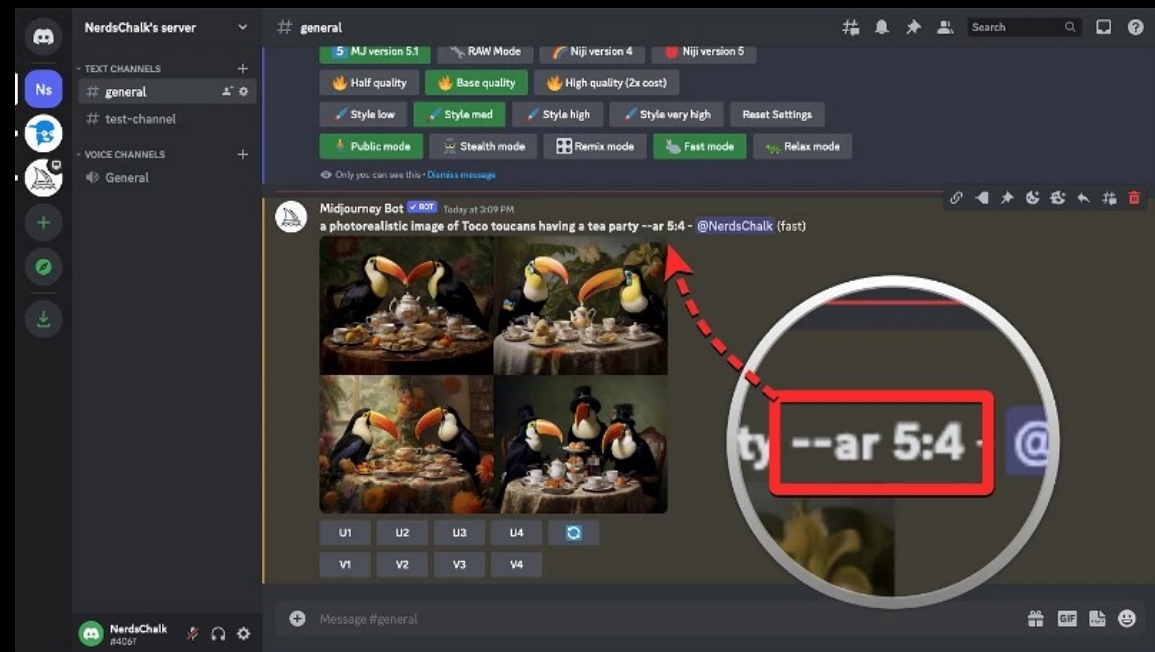 NerdsChalk's server
# general
Search
5 MJ version 5.1 RAW Mode Niji version 4 Niji version 5
TEXT CHANNELS
Ns
# general
Half quality Base quality High quality (2x cost)
# test-channel
Style low Style med Style high Style very high Reset Settings
VOICE CHANNELS
Public mode Stealth mode Remix mode Fast mode Relax mode
General
Only you can see this • Dismiss message
Midjourney Bot ✓ BOT Today at 3:09 PM
a photorealistic image of Toco toucans having a tea party --ar 5:4 - @NerdsChalk (fast)
ty --ar 5:4 - @
U1 U2 U3 U4
V1 V2 V3 V4
Message #general
GIF
NerdsChalk
#4067